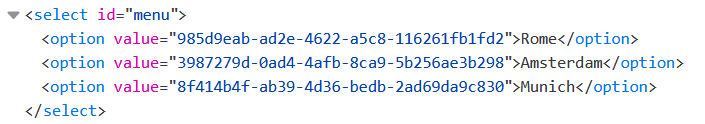 <select id="menu">
<option value="985d9eab-ad2e-4622-a5c8-116261fb1fd2">Rome</option>
<option value="3987279d-0ad4-4afb-8ca9-5b256ae3b298">Amsterdam</option>
<option value="8f414b4f-ab39-4d36-bedb-2ad69da9c830">Munich</option>
</select>